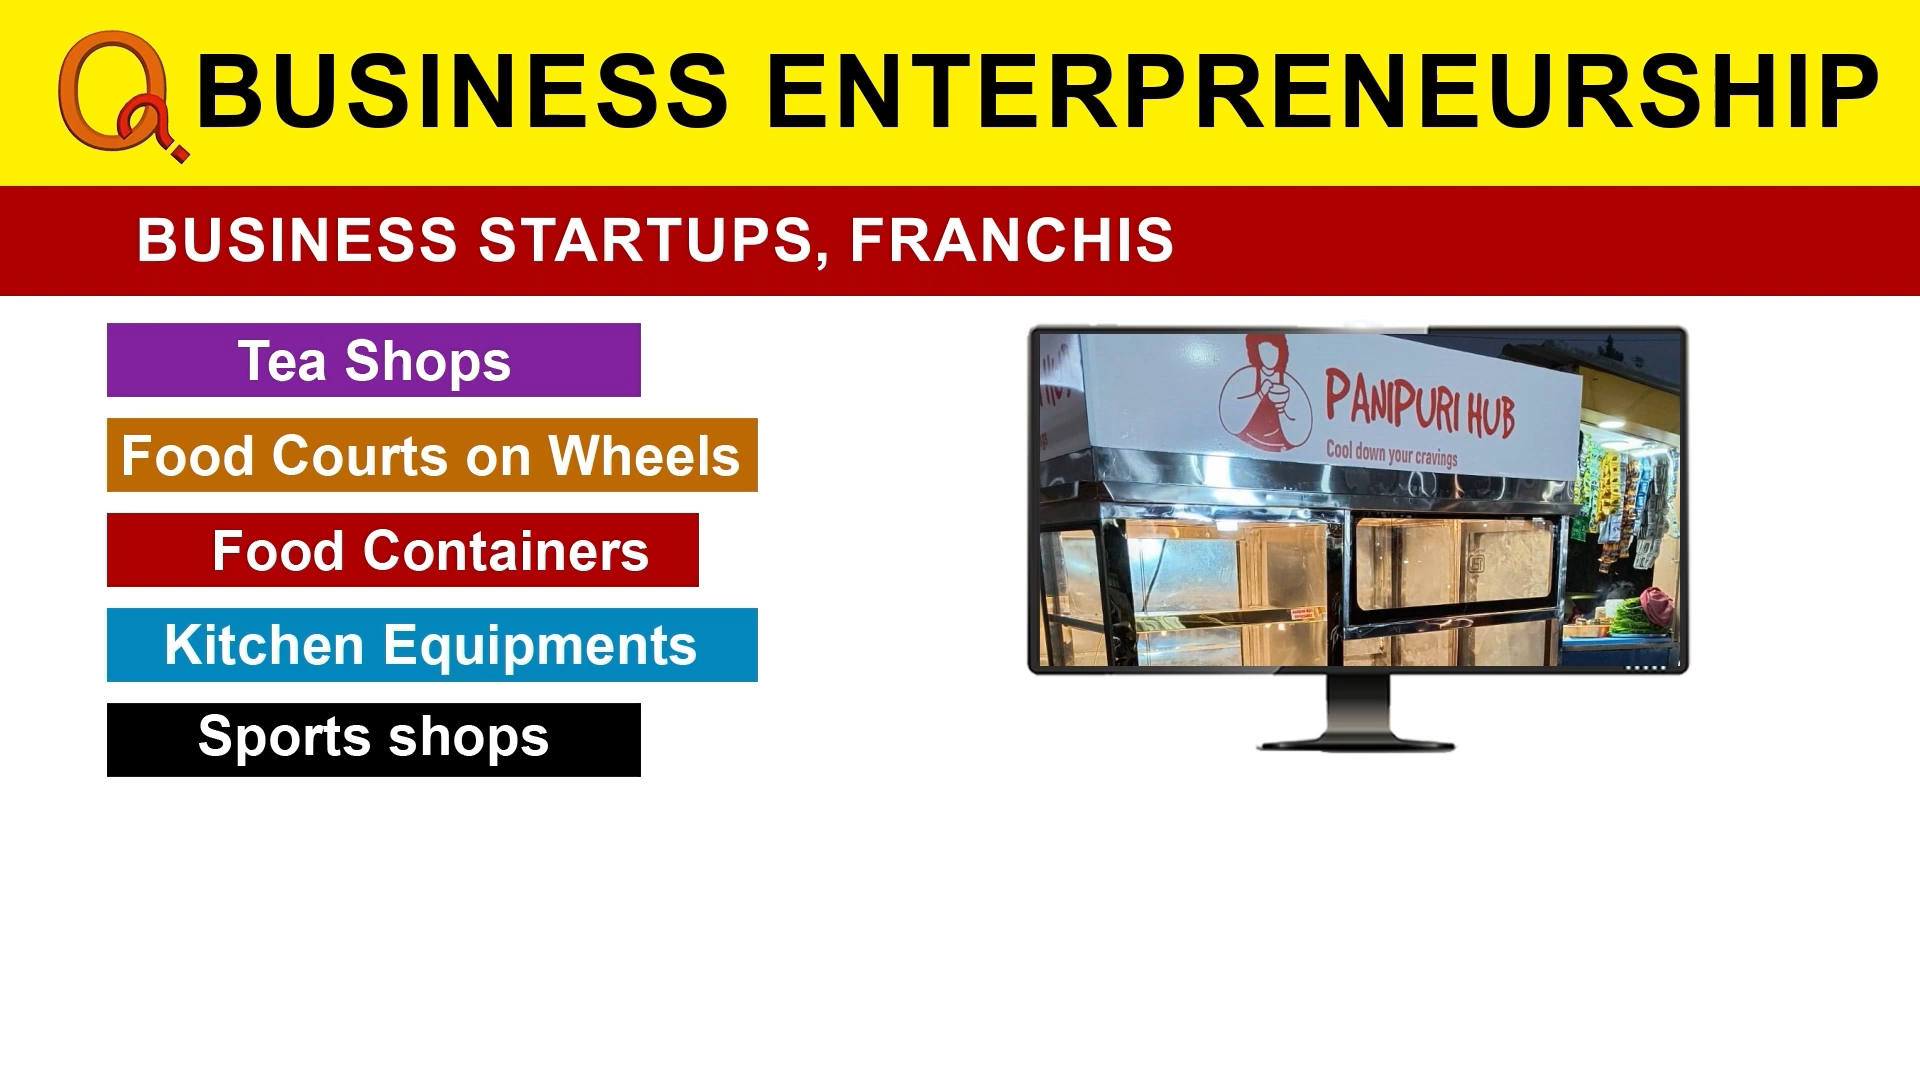 Q BUSINESS ENTERPRENEURSHIP
BUSINESS STARTUPS, FRANCHIS
Tea Shops
Food Courts on Wheels
Food Containers
Kitchen Equipments
Sports shops
PANIPURI HUB
Cool down your cravings